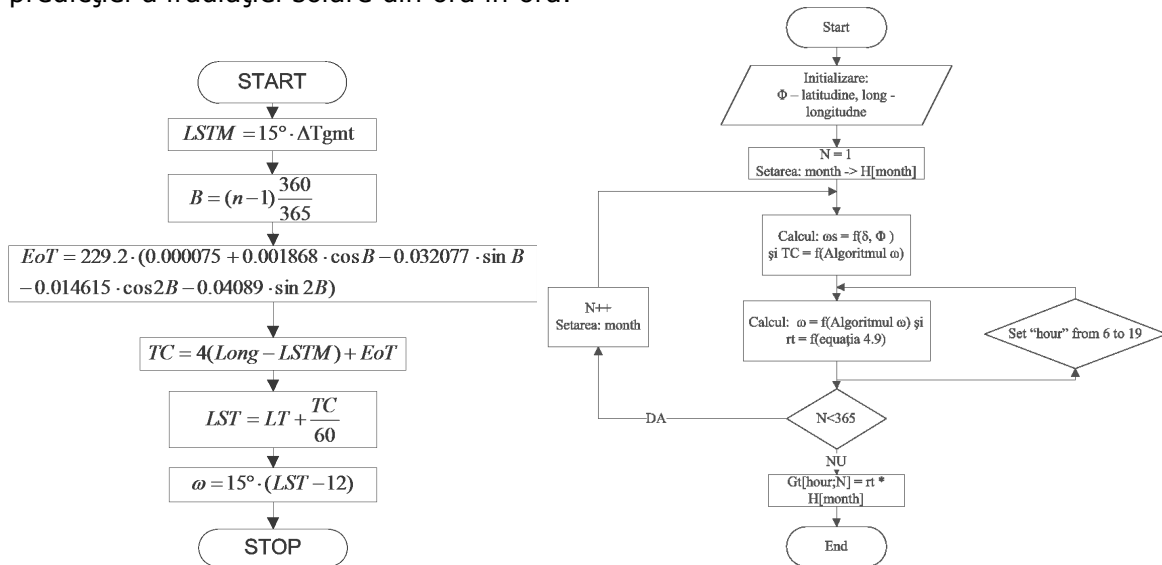 predicţiei a iradiaţiei solare din oră în oră.
START
LSTM = 15° · ΔTgmt
B = (n−1) 360/365
EoT = 229.2 · (0.000075 + 0.001868 · cos B − 0.032077 · sin B
− 0.014615 · cos 2B − 0.04089 · sin 2B)
TC = 4(Long − LSTM) + EoT
LST = LT + TC/60
ω = 15° · (LST − 12)
STOP
Start
Initializare:
Φ – latitudine, long -
longitudne
N = 1
Setarea: month -> H[month]
Calcul: ωs = f(δ, Φ )
şi TC = f(Algoritmul ω)
N++
Setarea: month
Calcul: ω = f(Algoritmul ω) şi
rt = f(equaţia 4.9)
Set “hour” from 6 to 19
DA
N<365
NU
Gt[hour;N] = rt *
H[month]
End